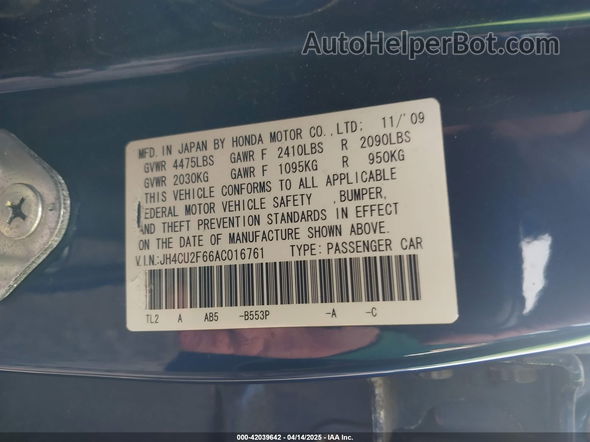 AutoHelperBot.com
MFD. IN JAPAN BY HONDA MOTOR CO.,LTD: 11/'09
GVWR 4475LBS GAWR F 2410LBS R 2090LBS
GVWR 2030KG GAWR F 1095KG R 950KG
THIS VEHICLE CONFORMS TO ALL APPLICABLE
FEDERAL MOTOR VEHICLE SAFETY ,BUMPER,
AND THEFT PREVENTION STANDARDS IN EFFECT
ON THE DATE OF MANUFACTURE SHOWN ABOVE.
V.I.N:JH4CU2F66AC016761 TYPE: PASSENGER CAR
TL2 A AB5 -B553P -A -C
000-42039642 - 04/14/2025 - IAA Inc.